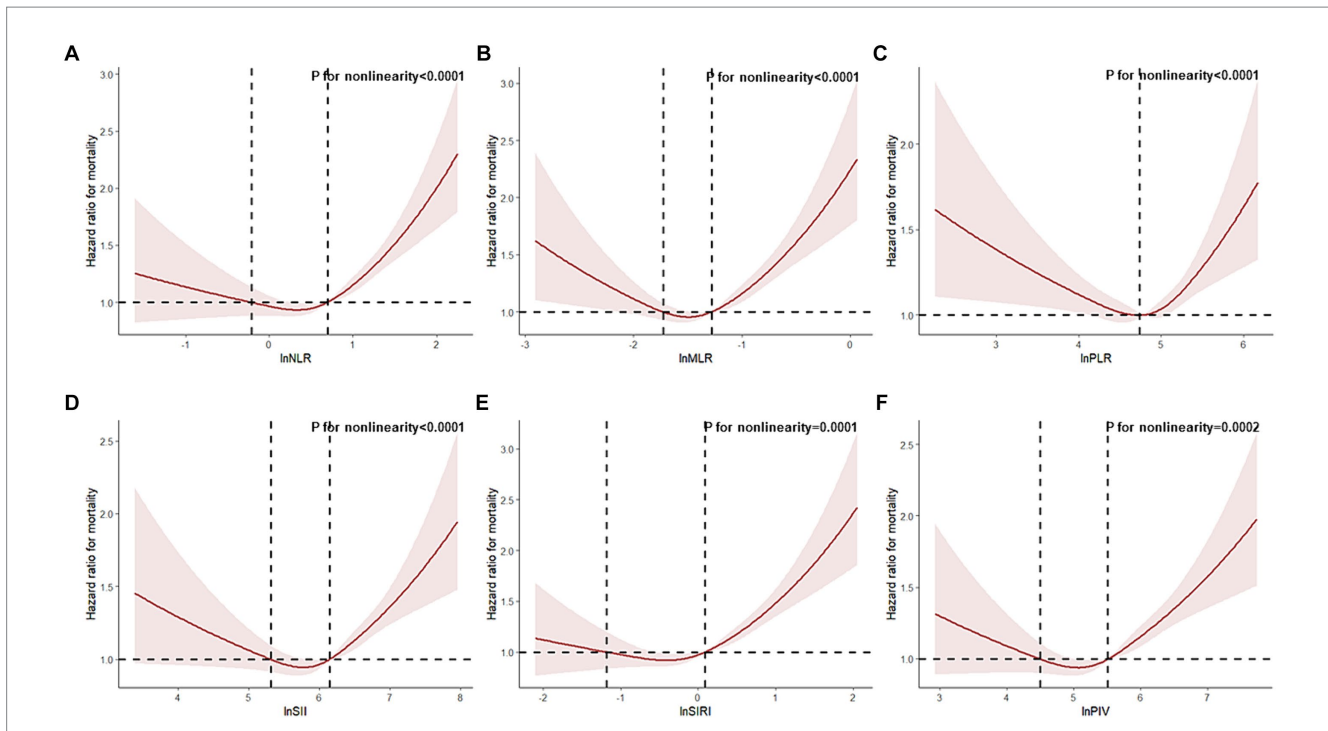 A
P for nonlinearity<0.0001
3.0
2.5
2.0
1.5
1.0
Hazard ratio for mortality
-1 0 1 2
lnNLR
B
P for nonlinearity<0.0001
3.0
2.5
2.0
1.5
1.0
Hazard ratio for mortality
-3 -2 -1 0
lnMLR
C
P for nonlinearity<0.0001
2.0
1.5
1.0
Hazard ratio for mortality
3 4 5 6
lnPLR
D
P for nonlinearity<0.0001
2.5
2.0
1.5
1.0
Hazard ratio for mortality
4 5 6 7 8
lnSII
E
P for nonlinearity=0.0001
3.0
2.5
2.0
1.5
1.0
Hazard ratio for mortality
-2 -1 0 1 2
lnSIRI
F
P for nonlinearity=0.0002
2.5
2.0
1.5
1.0
Hazard ratio for mortality
3 4 5 6 7
lnPIV